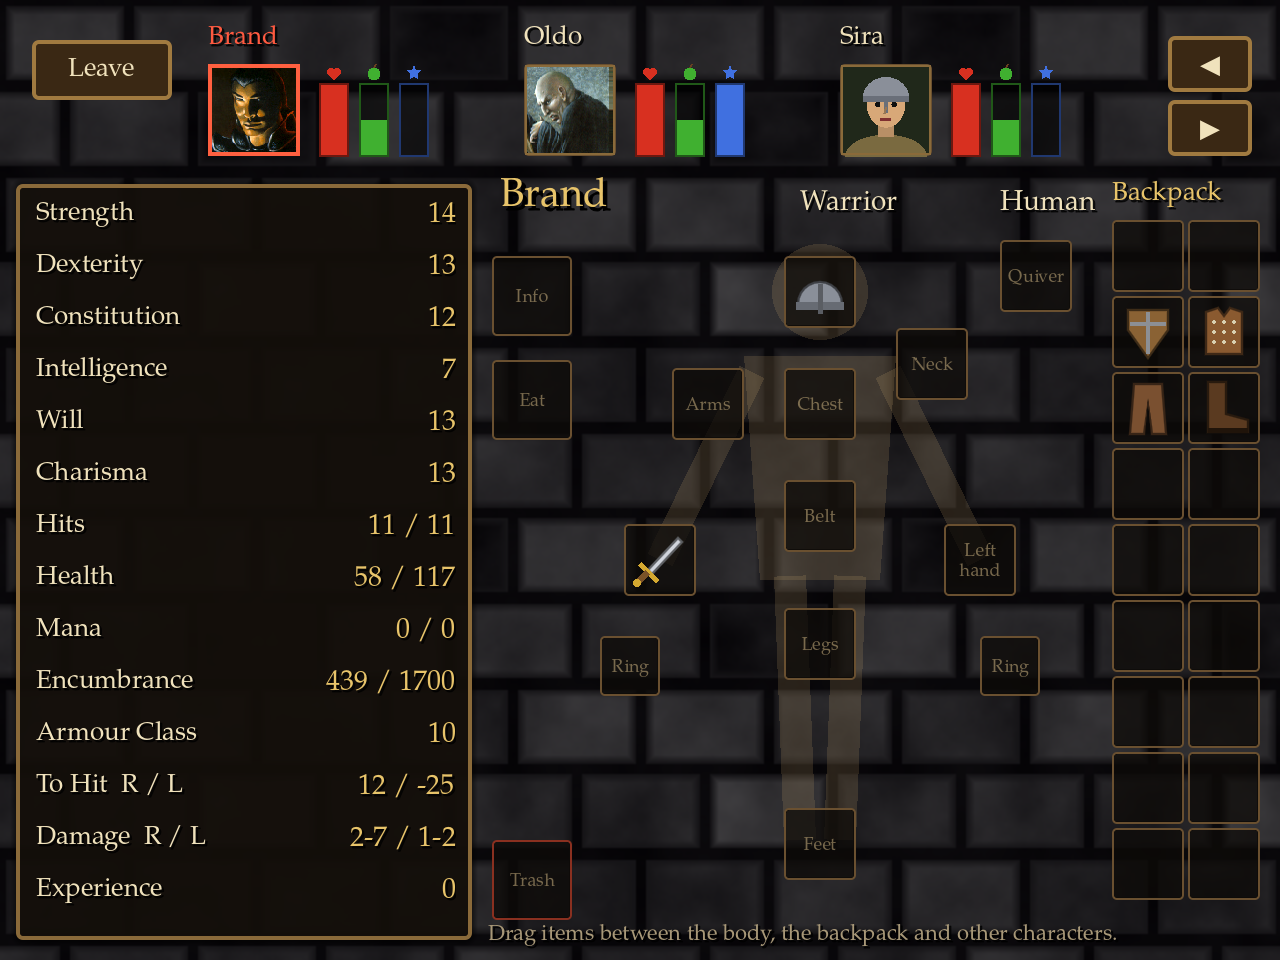 Leave
Brand
Oldo
Sira
◀
▶
Strength 14
Dexterity 13
Constitution 12
Intelligence 7
Will 13
Charisma 13
Hits 11 / 11
Health 58 / 117
Mana 0 / 0
Encumbrance 439 / 1700
Armour Class 10
To Hit R / L 12 / -25
Damage R / L 2-7 / 1-2
Experience 0
Brand
Warrior
Human
Backpack
Info
Quiver
Neck
Eat
Arms
Chest
Belt
Left
hand
Legs
Ring
Ring
Feet
Trash
Drag items between the body, the backpack and other characters.